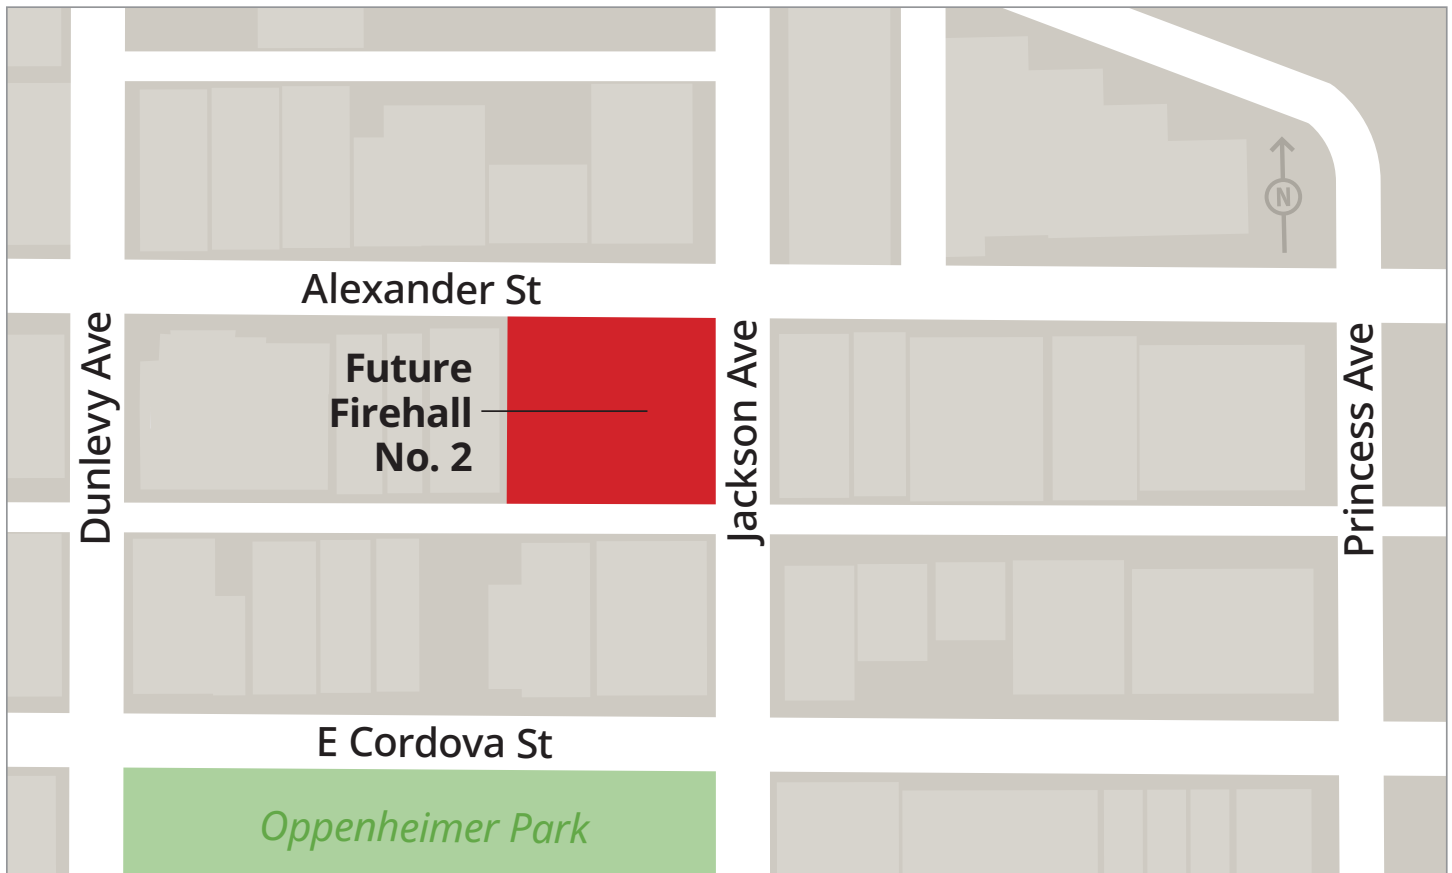 N
Alexander St
Dunlevy Ave
Future
Firehall
No. 2
Jackson Ave
Princess Ave
E Cordova St
Oppenheimer Park